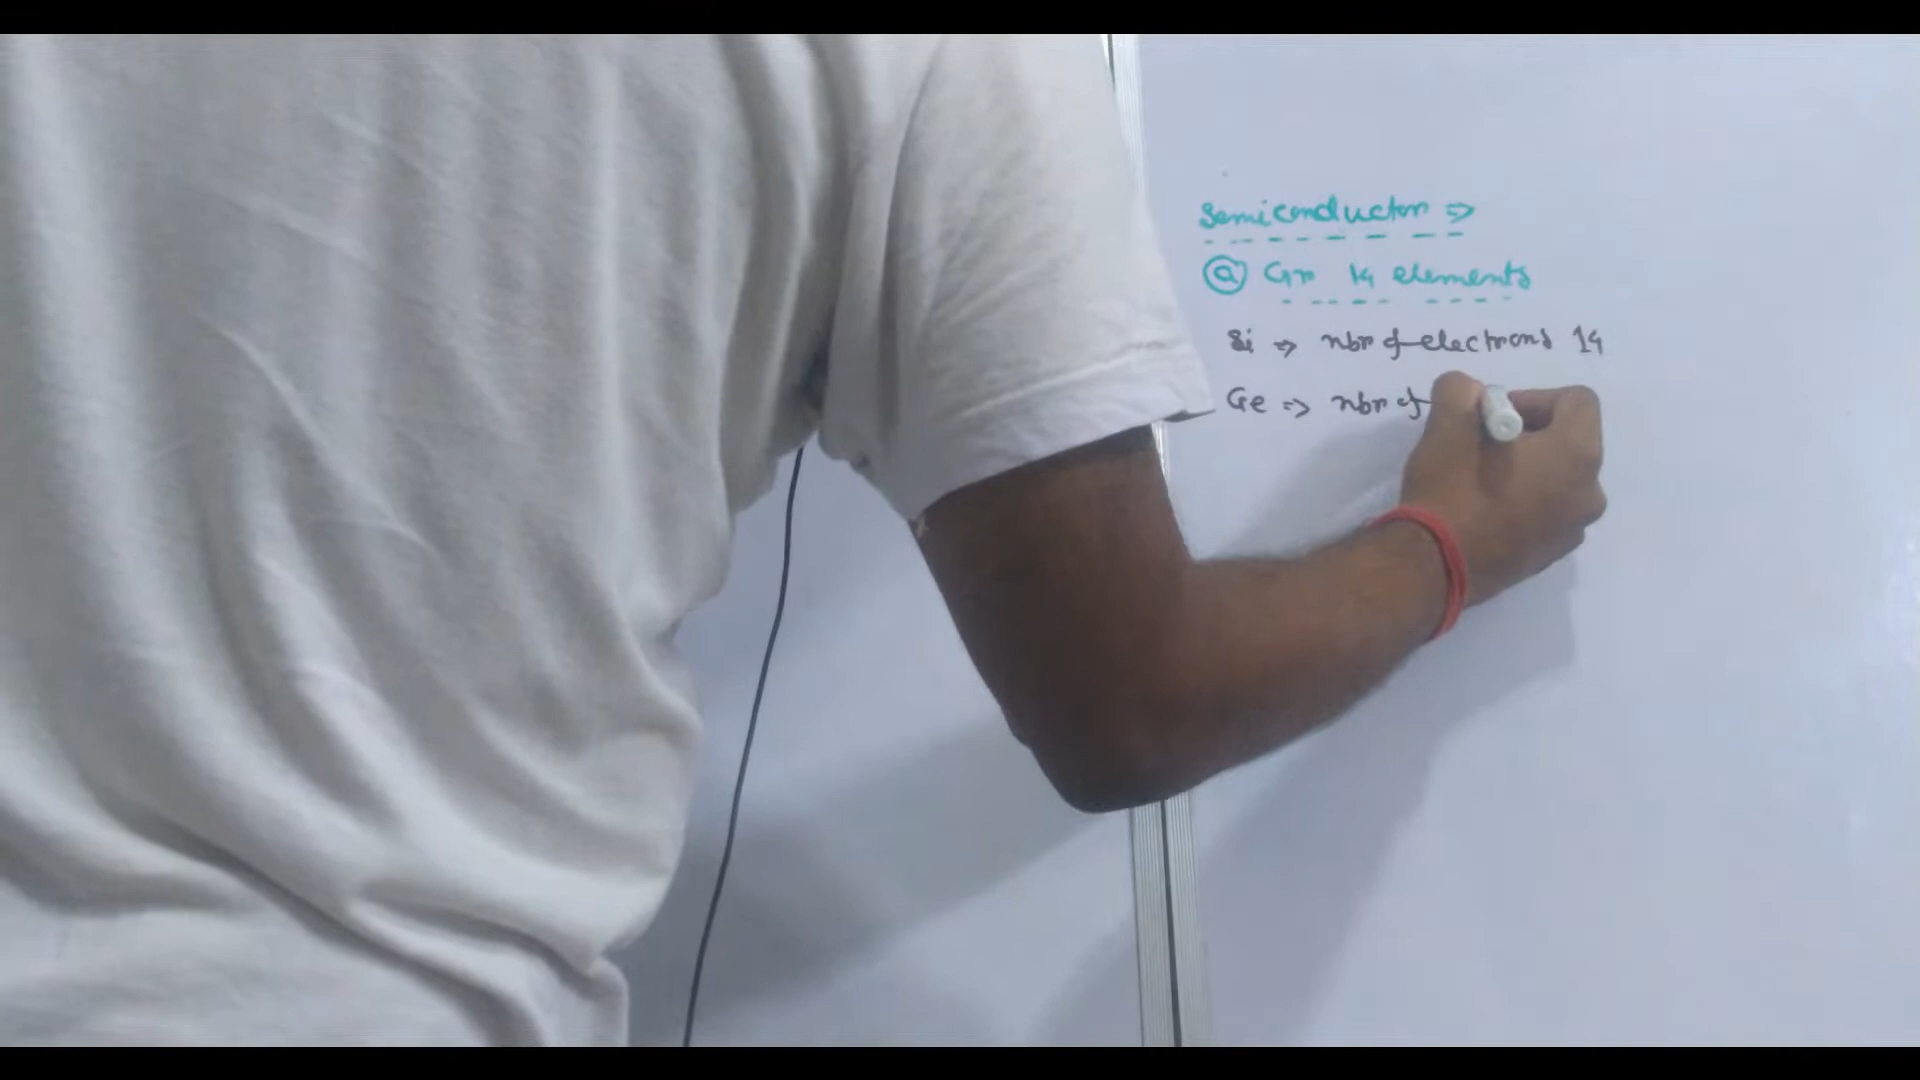 Semiconductor ⇒
ⓐ Gr 14 elements
Si ⇒ nbr of electrons 14
Ge ⇒ nbr of